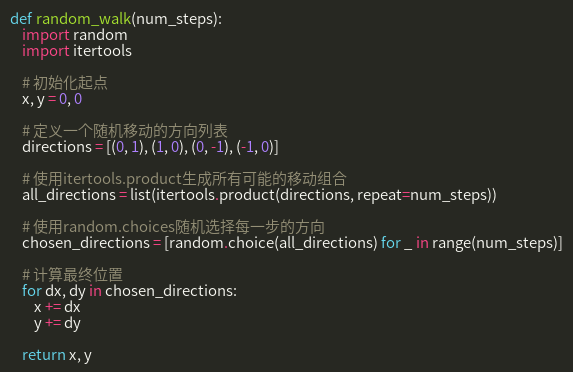 def random_walk(num_steps):
    import random
    import itertools

    # 初始化起点
    x, y = 0, 0

    # 定义一个随机移动的方向列表
    directions = [(0, 1), (1, 0), (0, -1), (-1, 0)]

    # 使用itertools.product生成所有可能的移动组合
    all_directions = list(itertools.product(directions, repeat=num_steps))

    # 使用random.choices随机选择每一步的方向
    chosen_directions = [random.choice(all_directions) for _ in range(num_steps)]

    # 计算最终位置
    for dx, dy in chosen_directions:
        x += dx
        y += dy

    return x, y